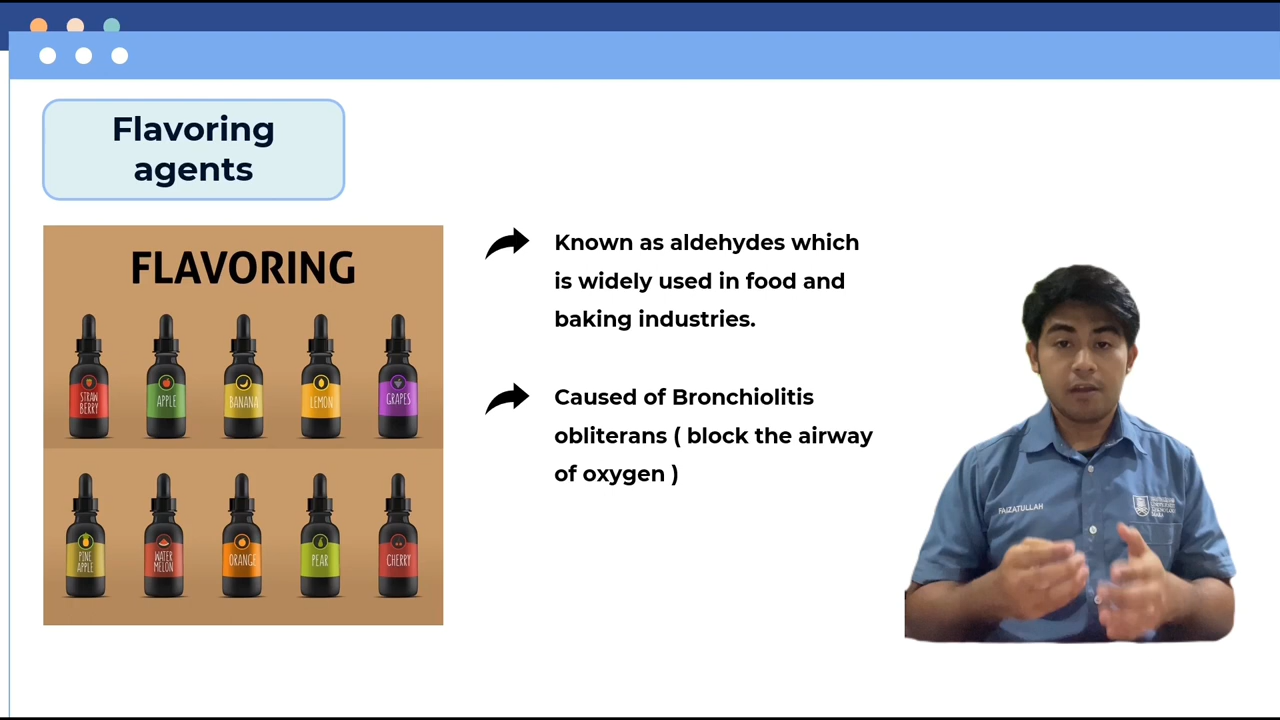 Flavoring
agents
FLAVORING
STRAW
BERRY
APPLE
BANANA
LEMON
GRAPES
PINE
APPLE
WATER
MELON
ORANGE
PEAR
CHERRY
Known as aldehydes which
is widely used in food and
baking industries.
Caused of Bronchiolitis
obliterans ( block the airway
of oxygen )
FAIZATULLAH